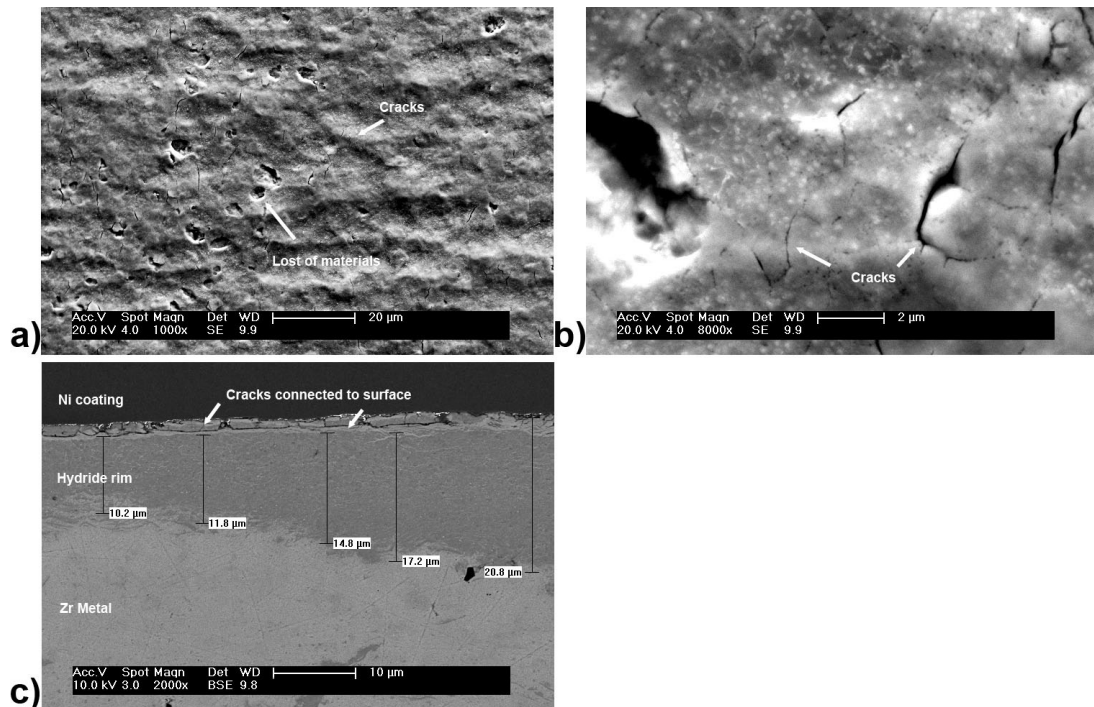 Cracks
Lost of materials
Acc.V Spot Magn Det WD 20 µm
20.0 kV 4.0 1000x SE 9.9
a)
Cracks
Acc.V Spot Magn Det WD 2 µm
20.0 kV 4.0 8000x SE 9.9
b)
Ni coating
Cracks connected to surface
Hydride rim
10.2 µm
11.8 µm
14.8 µm
17.2 µm
20.8 µm
Zr Metal
Acc.V Spot Magn Det WD 10 µm
10.0 kV 3.0 2000x BSE 9.8
c)